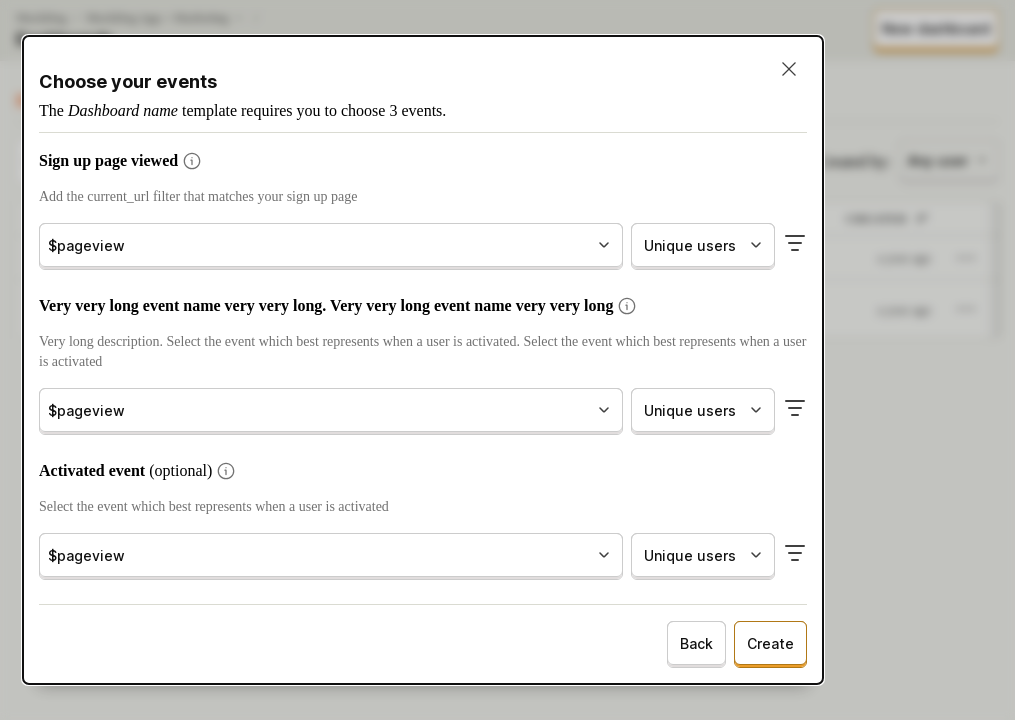 New dashboard
Choose your events
The Dashboard name template requires you to choose 3 events.
Sign up page viewed
Add the current_url filter that matches your sign up page
$pageview
Unique users
Very very long event name very very long. Very very long event name very very long
Very long description. Select the event which best represents when a user is activated. Select the event which best represents when a user
is activated
$pageview
Unique users
Activated event (optional)
Select the event which best represents when a user is activated
$pageview
Unique users
Back
Create